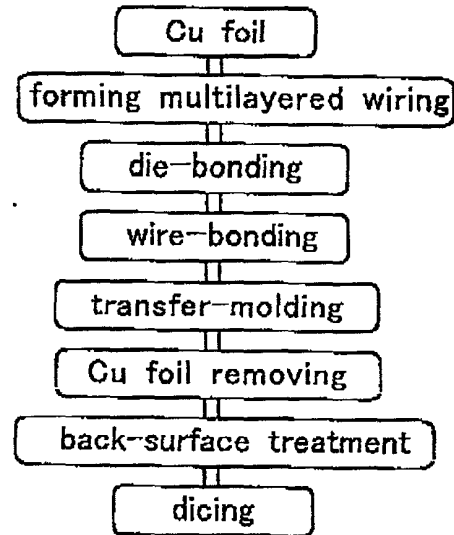 Cu foil
forming multilayered wiring
die-bonding
wire-bonding
transfer-molding
Cu foil removing
back-surface treatment
dicing